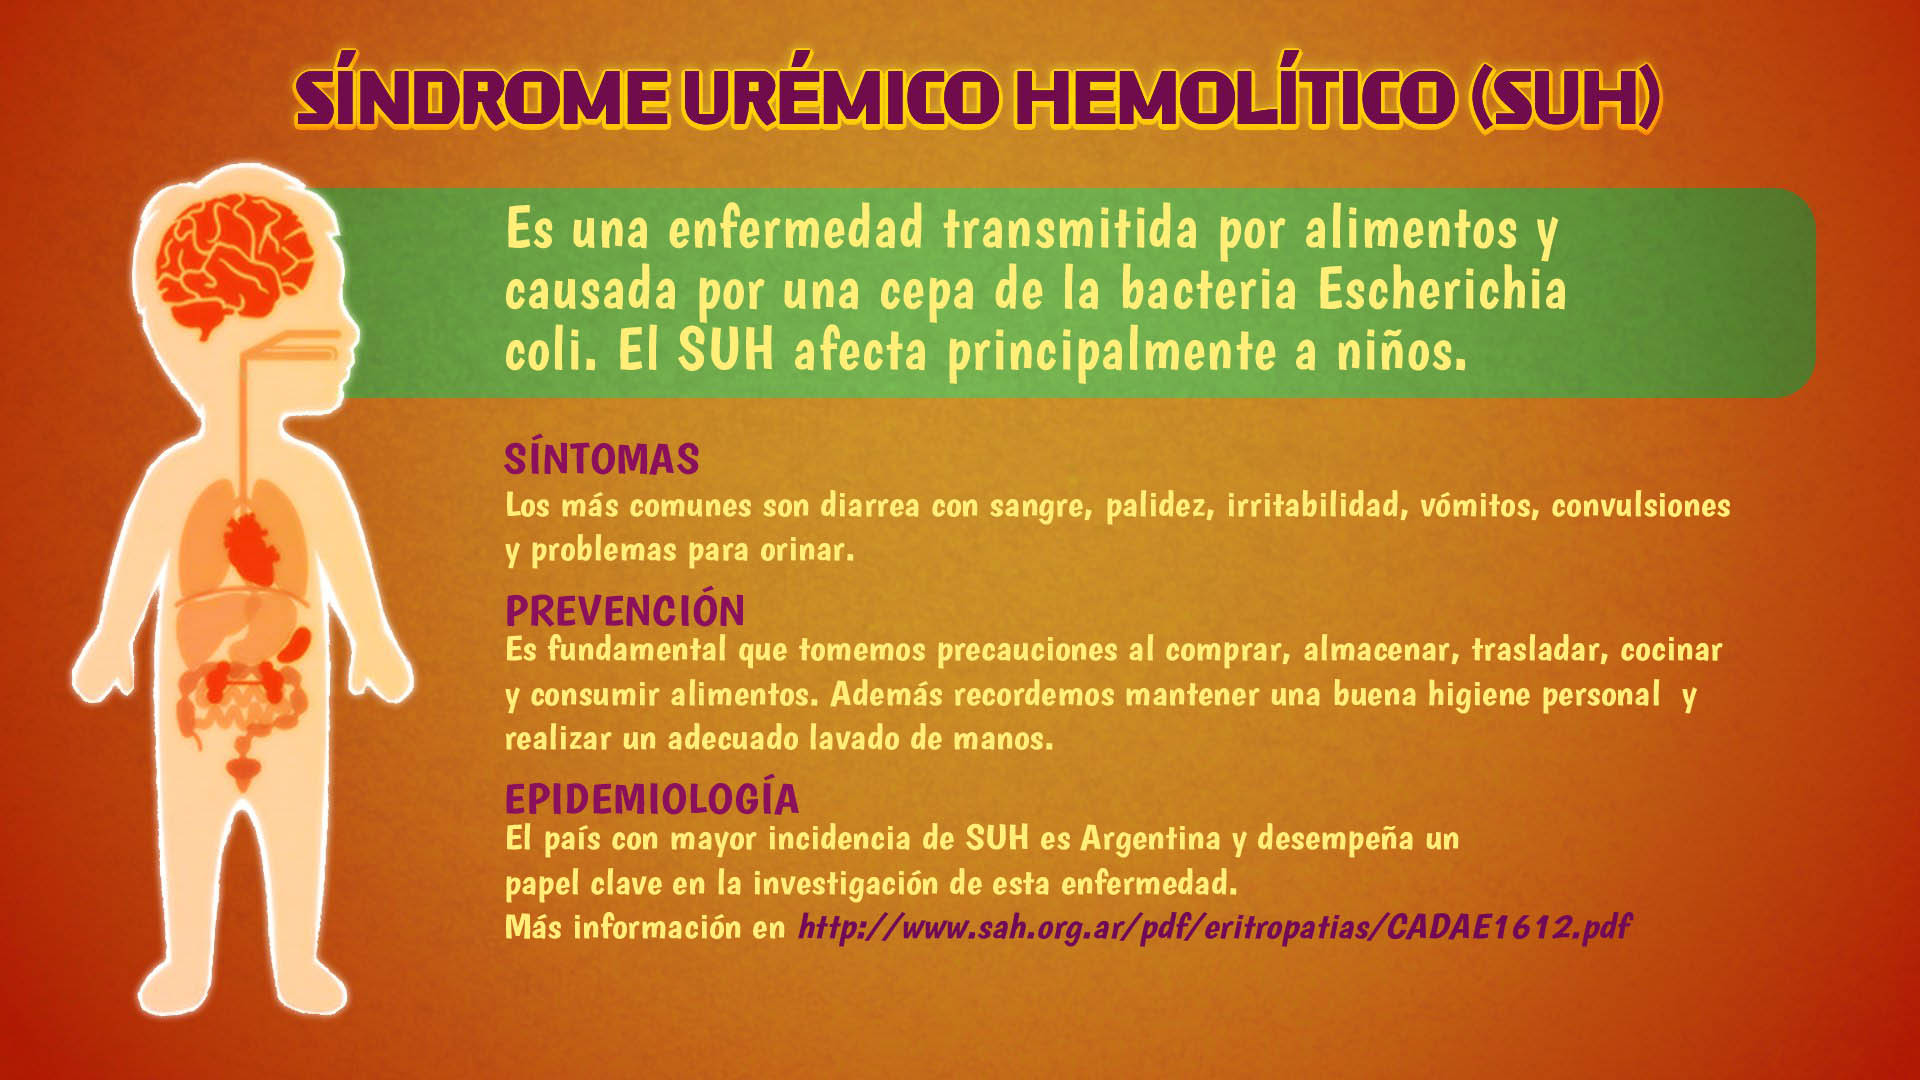 SÍNDROME URÉMICO HEMOLÍTICO (SUH)
Es una enfermedad transmitida por alimentos y
causada por una cepa de la bacteria Escherichia
coli. El SUH afecta principalmente a niños.
SÍNTOMAS
Los más comunes son diarrea con sangre, palidez, irritabilidad, vómitos, convulsiones
y problemas para orinar.
PREVENCIÓN
Es fundamental que tomemos precauciones al comprar, almacenar, trasladar, cocinar
y consumir alimentos. Además recordemos mantener una buena higiene personal y
realizar un adecuado lavado de manos.
EPIDEMIOLOGÍA
El país con mayor incidencia de SUH es Argentina y desempeña un
papel clave en la investigación de esta enfermedad.
Más información en http://www.sah.org.ar/pdf/eritropatias/CADAE1612.pdf